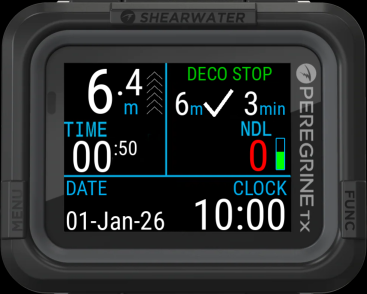 SHEARWATER
6.4 m
DECO STOP
6m 3min
TIME
00:50
NDL
0
DATE
CLOCK
01-Jan-26
10:00
PEREGRINE TX
MENU
FUNC